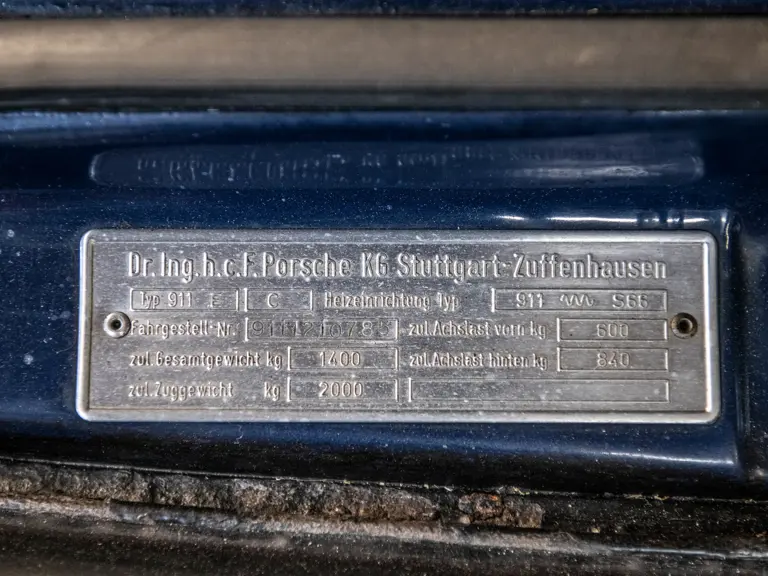 Dr. Ing. h. c. F. Porsche KG Stuttgart-Zuffenhausen
Typ 911 E C Heizeinrichtung Typ 911 S66
Fahrgestell-Nr. zul. Achslast vorn kg 600
zul. Gesamtgewicht kg 1400 zul. Achslast hinten kg 840
zul. Zuggewicht kg 2000